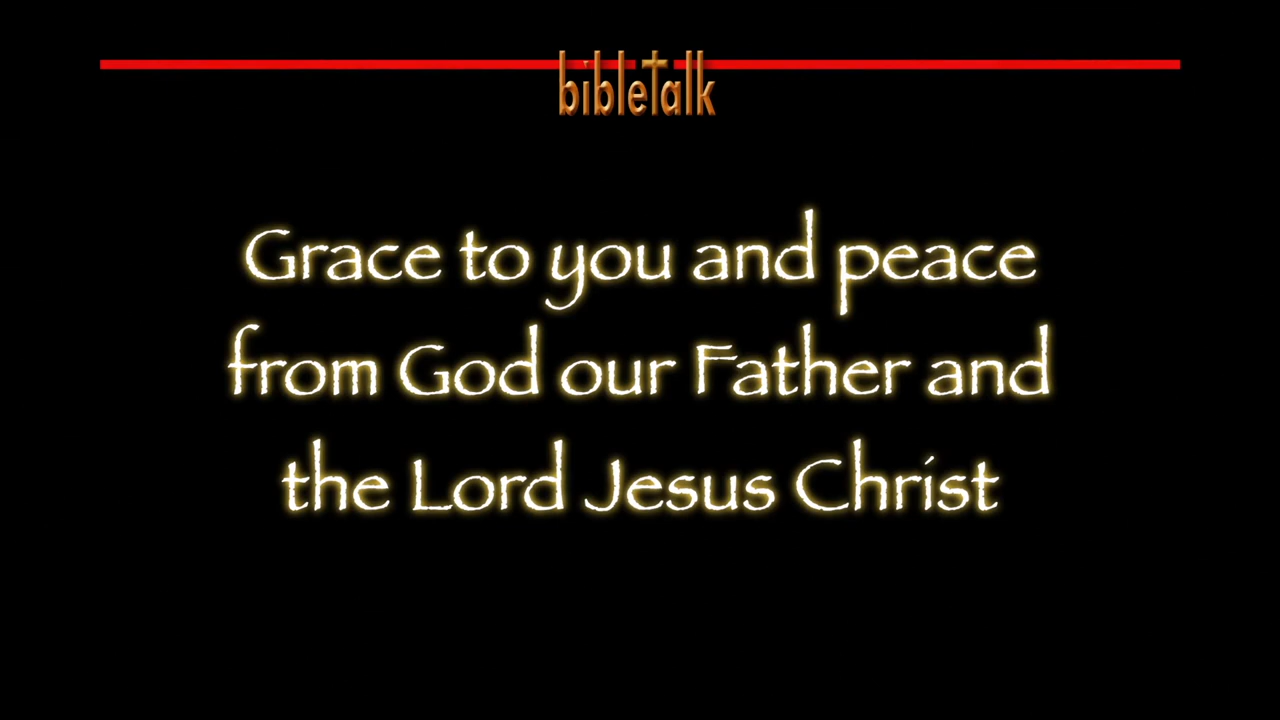 bibleTalk
Grace to you and peace
from God our Father and
the Lord Jesus Christ